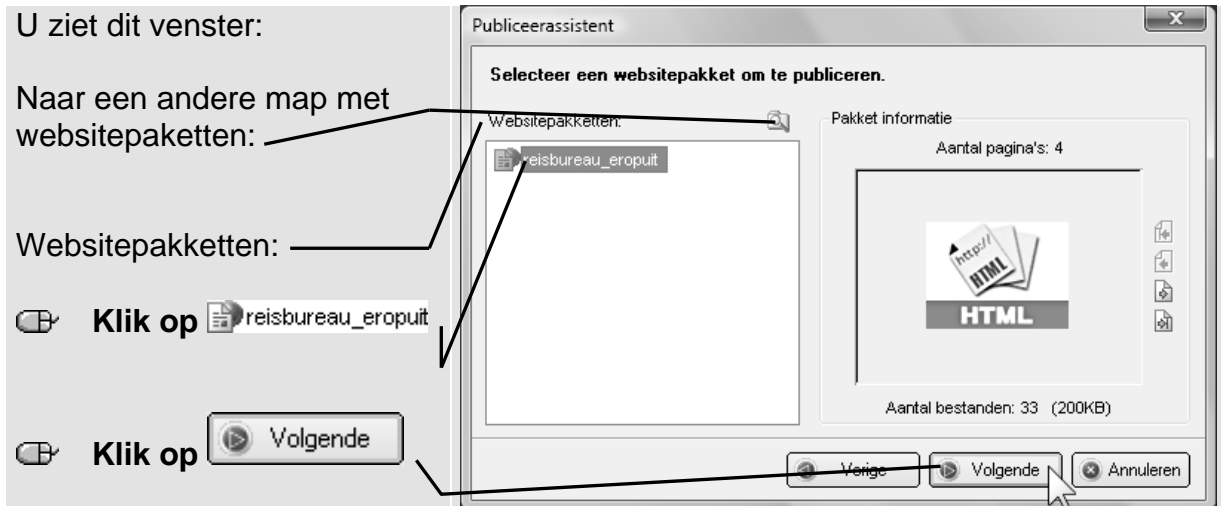 U ziet dit venster:
Naar een andere map met
websitepaketten:
Websitepakketten:
Klik op reisbureau_eropuit
Klik op Volgende
Publiceerassistent
Selecteer een websitepakket om te publiceren.
Websitepakketten:
reisbureau_eropuit
Pakket informatie
Aantal pagina's: 4
http://
HTML
HTML
Aantal bestanden: 33 (200KB)
Vorige Volgende Annuleren